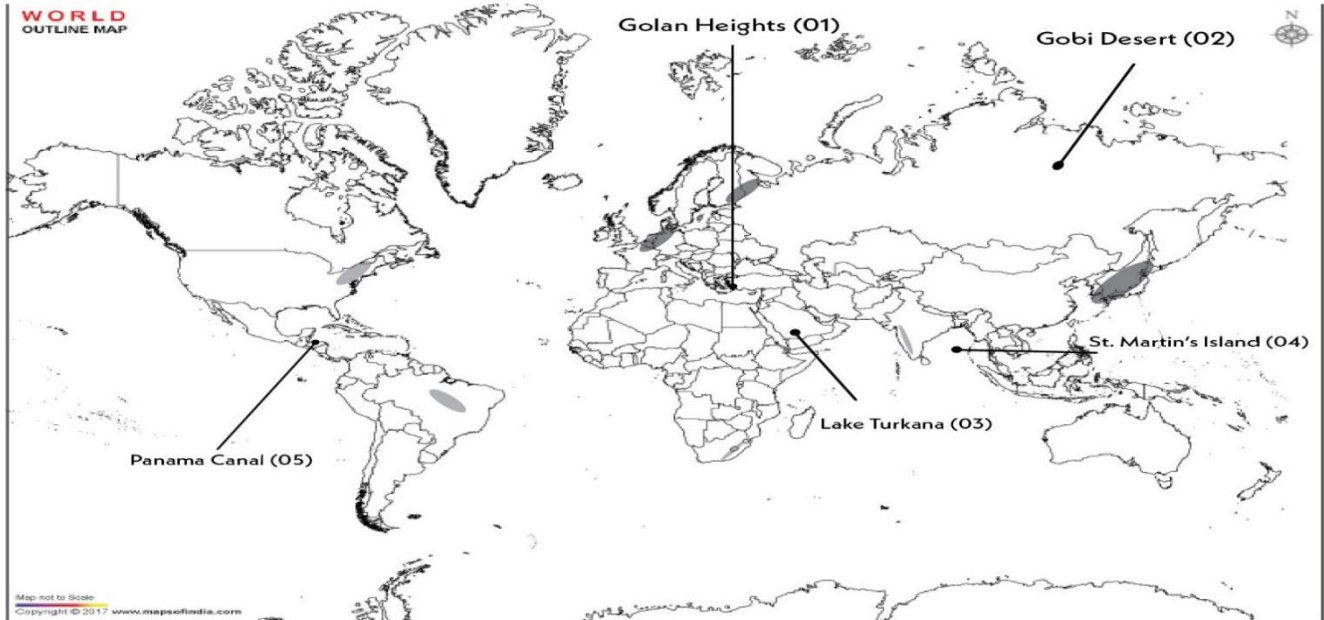 WORLD
OUTLINE MAP
Golan Heights (01)
Gobi Desert (02)
N
St. Martin's Island (04)
Lake Turkana (03)
Panama Canal (05)
Map not to Scale
Copyright © 2017 www.mapsofindia.com